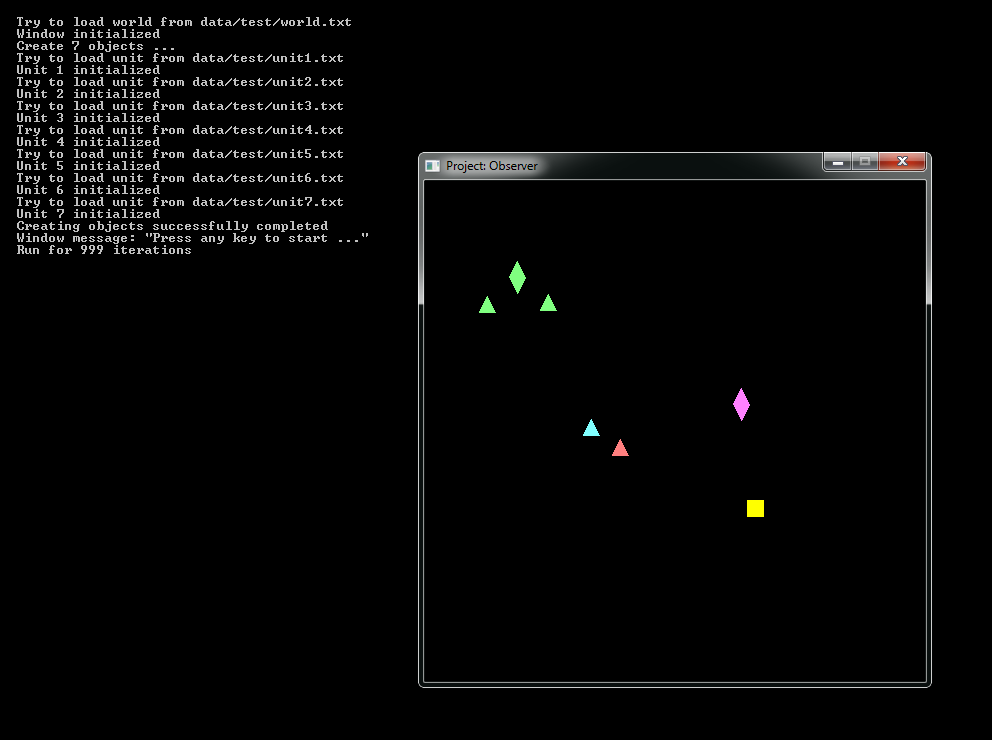 Try to load world from data/test/world.txt
Window initialized
Create 7 objects ...
Try to load unit from data/test/unit1.txt
Unit 1 initialized
Try to load unit from data/test/unit2.txt
Unit 2 initialized
Try to load unit from data/test/unit3.txt
Unit 3 initialized
Try to load unit from data/test/unit4.txt
Unit 4 initialized
Try to load unit from data/test/unit5.txt
Unit 5 initialized
Try to load unit from data/test/unit6.txt
Unit 6 initialized
Try to load unit from data/test/unit7.txt
Unit 7 initialized
Creating objects successfully completed
Window message: "Press any key to start ..."
Run for 999 iterations
Project: Observer